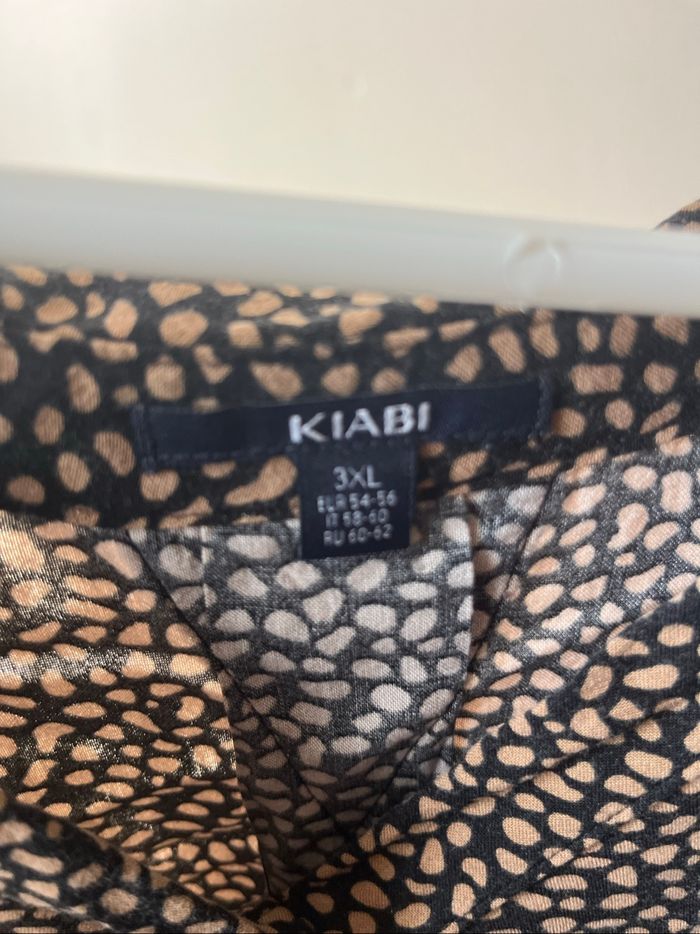 KIABI
3XL
EUR 54-56
IT 58-60
RU 60-62